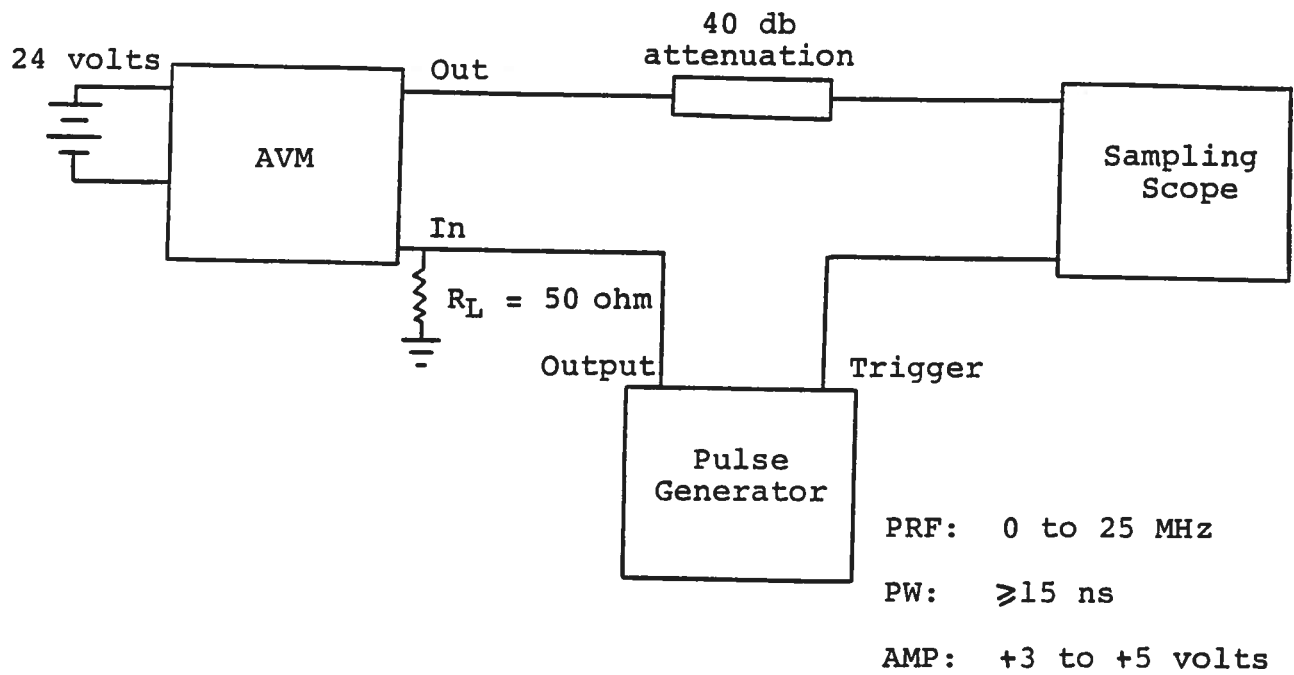 40 db
attenuation
24 volts
Out
AVM
Sampling
Scope
In
R_L = 50 ohm
Output
Trigger
Pulse
Generator
PRF: 0 to 25 MHz
PW: ⩾15 ns
AMP: +3 to +5 volts